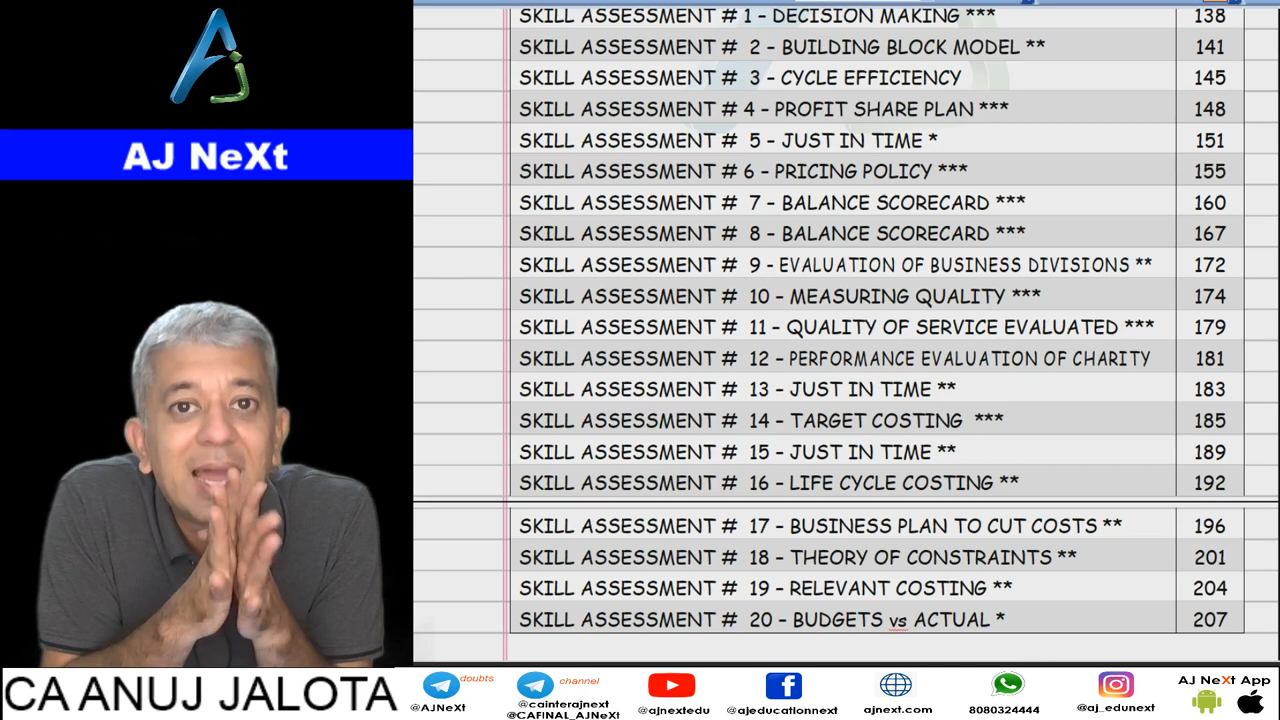 AJ NeXt
SKILL ASSESSMENT # 1 – DECISION MAKING *** 138
SKILL ASSESSMENT # 2 – BUILDING BLOCK MODEL ** 141
SKILL ASSESSMENT # 3 – CYCLE EFFICIENCY 145
SKILL ASSESSMENT # 4 – PROFIT SHARE PLAN *** 148
SKILL ASSESSMENT # 5 – JUST IN TIME * 151
SKILL ASSESSMENT # 6 – PRICING POLICY *** 155
SKILL ASSESSMENT # 7 – BALANCE SCORECARD *** 160
SKILL ASSESSMENT # 8 – BALANCE SCORECARD *** 167
SKILL ASSESSMENT # 9 - EVALUATION OF BUSINESS DIVISIONS ** 172
SKILL ASSESSMENT # 10 – MEASURING QUALITY *** 174
SKILL ASSESSMENT # 11 – QUALITY OF SERVICE EVALUATED *** 179
SKILL ASSESSMENT # 12 – PERFORMANCE EVALUATION OF CHARITY 181
SKILL ASSESSMENT # 13 – JUST IN TIME ** 183
SKILL ASSESSMENT # 14 – TARGET COSTING *** 185
SKILL ASSESSMENT # 15 – JUST IN TIME ** 189
SKILL ASSESSMENT # 16 – LIFE CYCLE COSTING ** 192
SKILL ASSESSMENT # 17 – BUSINESS PLAN TO CUT COSTS ** 196
SKILL ASSESSMENT # 18 – THEORY OF CONSTRAINTS ** 201
SKILL ASSESSMENT # 19 – RELEVANT COSTING ** 204
SKILL ASSESSMENT # 20 – BUDGETS vs ACTUAL * 207
CA ANUJ JALOTA
doubts
@AJNeXt
channel
@cainterajnext
@CAFINAL_AJNeXt
@ajnextedu
@ajeducationnext
ajnext.com
8080324444
@aj_edunext
AJ NeXt App